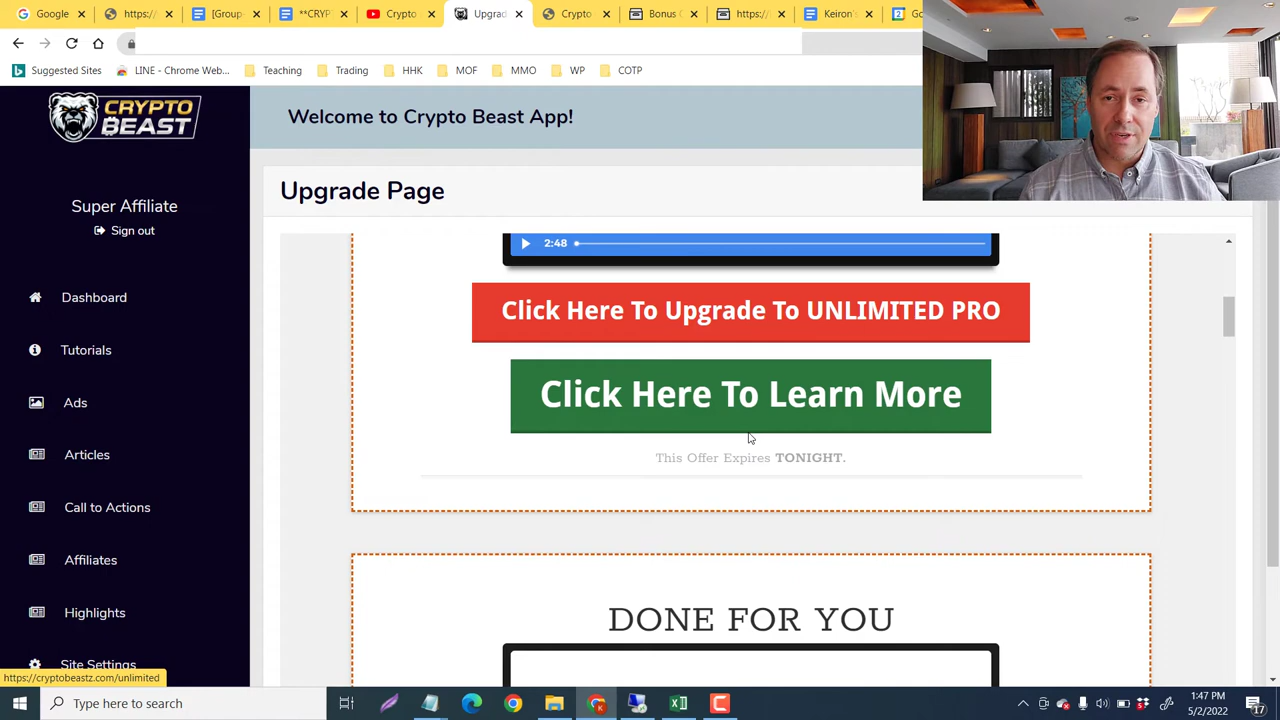 Crypto
[Group-
**CRYP
Crypto
Upgrad
Crypto
Bonus
https://
Keiron's
Go
Suggested Sites
LINE - Chrome Web...
Teaching
Trading
HHK
MOF
MMO
WP
COTP
CRYPTO
BEAST
Welcome to Crypto Beast App!
Super Affiliate
Sign out
Upgrade Page
Dashboard
Tutorials
Ads
Articles
Call to Actions
Affiliates
Highlights
Site Settings
2:48
Click Here To Upgrade To UNLIMITED PRO
Click Here To Learn More
This Offer Expires TONIGHT.
DONE FOR YOU
https://cryptobeastz.com/unlimited
Type here to search
1:47 PM
5/2/2022
17